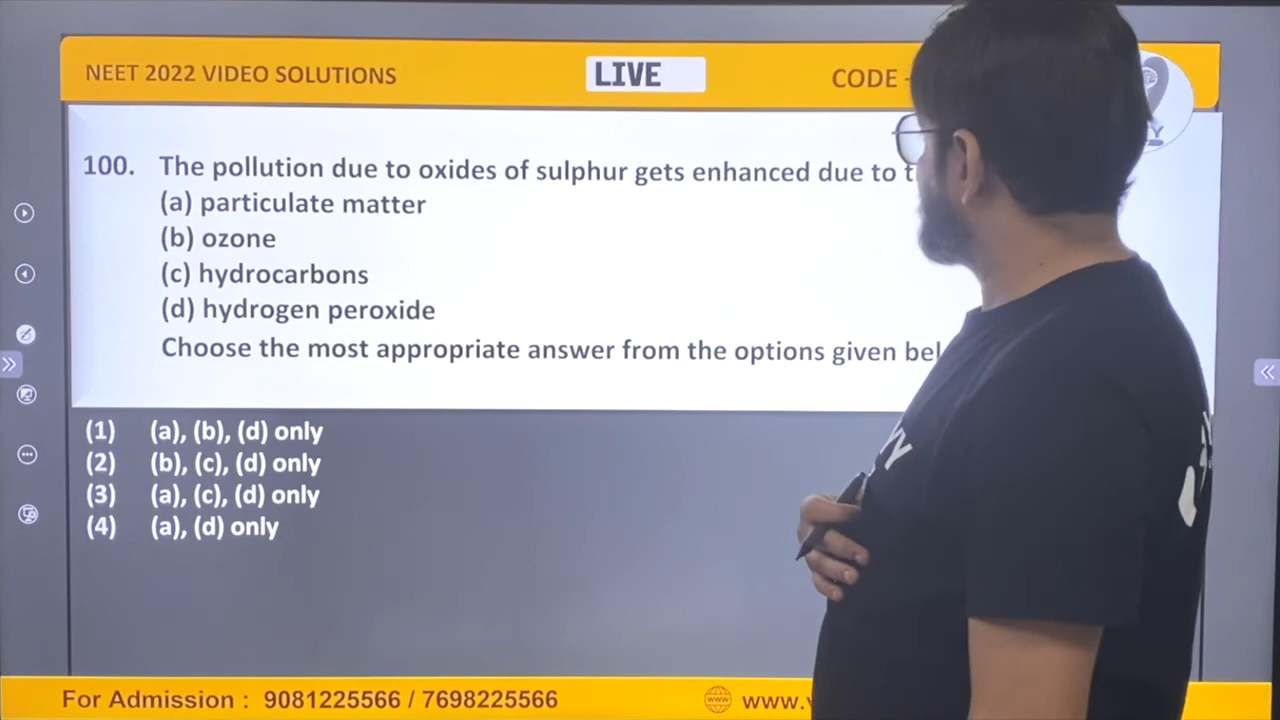 NEET 2022 VIDEO SOLUTIONS
LIVE
CODE -
100. The pollution due to oxides of sulphur gets enhanced due to
(a) particulate matter
(b) ozone
(c) hydrocarbons
(d) hydrogen peroxide
Choose the most appropriate answer from the options given
(1) (a), (b), (d) only
(2) (b), (c), (d) only
(3) (a), (c), (d) only
(4) (a), (d) only
For Admission : 9081225566 / 7698225566
www.